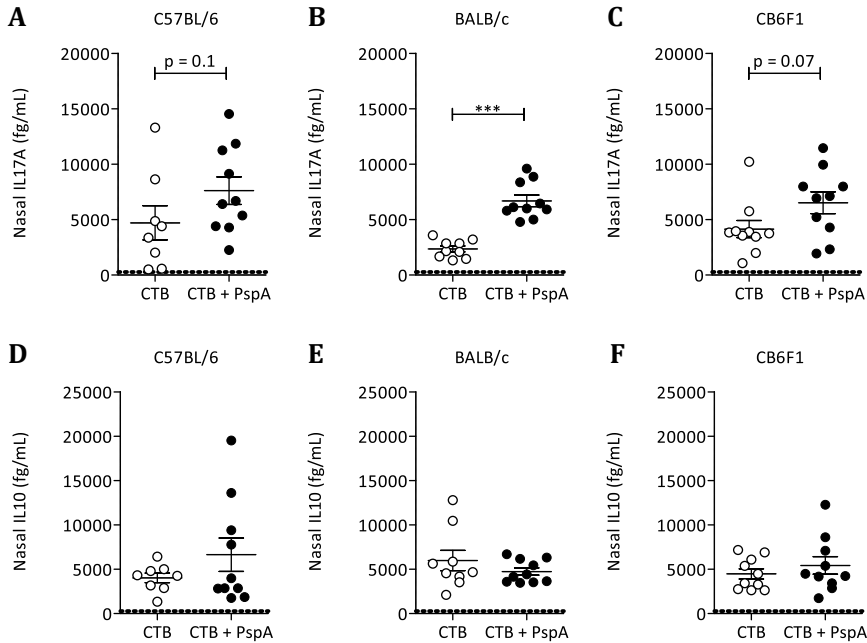 A
C57BL/6
Nasal IL17A (fg/mL)
20000
15000
10000
5000
0
p = 0.1
CTB
CTB + PspA
B
BALB/c
Nasal IL17A (fg/mL)
20000
15000
10000
5000
0
***
CTB
CTB + PspA
C
CB6F1
Nasal IL17A (fg/mL)
20000
15000
10000
5000
0
p = 0.07
CTB
CTB + PspA
D
C57BL/6
Nasal IL10 (fg/mL)
25000
20000
15000
10000
5000
0
CTB
CTB + PspA
E
BALB/c
Nasal IL10 (fg/mL)
25000
20000
15000
10000
5000
0
CTB
CTB + PspA
F
CB6F1
Nasal IL10 (fg/mL)
25000
20000
15000
10000
5000
0
CTB
CTB + PspA